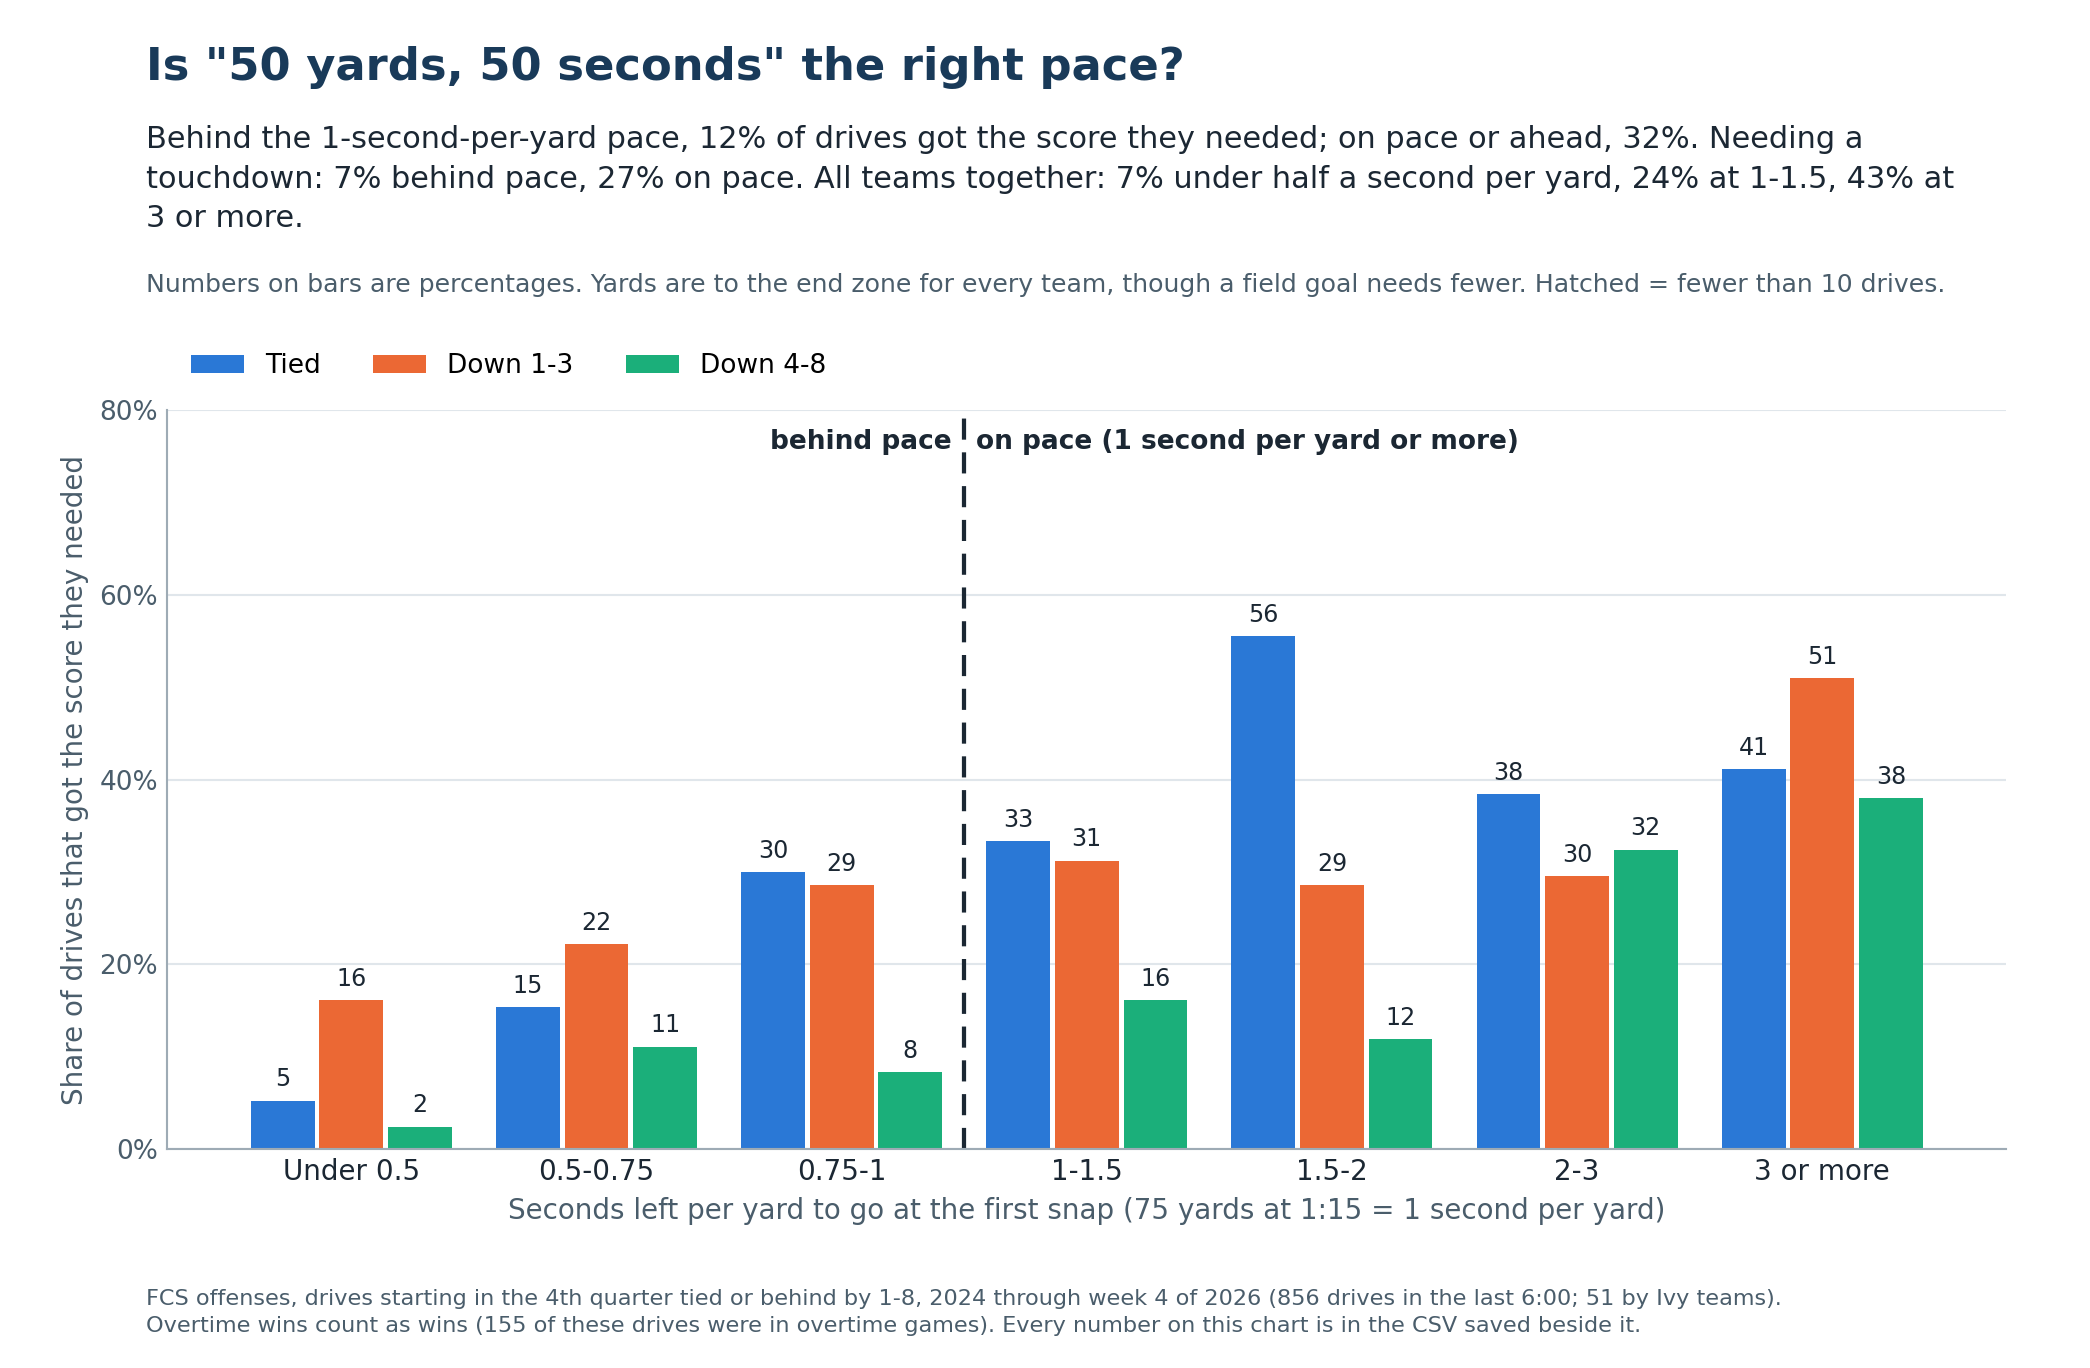 Is "50 yards, 50 seconds" the right pace?
Behind the 1-second-per-yard pace, 12% of drives got the score they needed; on pace or ahead, 32%. Needing a
touchdown: 7% behind pace, 27% on pace. All teams together: 7% under half a second per yard, 24% at 1-1.5, 43% at
3 or more.
Numbers on bars are percentages. Yards are to the end zone for every team, though a field goal needs fewer. Hatched = fewer than 10 drives.
Tied Down 1-3 Down 4-8
80%
behind pace on pace (1 second per yard or more)
Share of drives that got the score they needed
60%
40%
20%
0%
5 16 2
15 22 11
30 29 8
33 31 16
56 29 12
38 30 32
41 51 38
Under 0.5 0.5-0.75 0.75-1 1-1.5 1.5-2 2-3 3 or more
Seconds left per yard to go at the first snap (75 yards at 1:15 = 1 second per yard)
FCS offenses, drives starting in the 4th quarter tied or behind by 1-8, 2024 through week 4 of 2026 (856 drives in the last 6:00; 51 by Ivy teams).
Overtime wins count as wins (155 of these drives were in overtime games). Every number on this chart is in the CSV saved beside it.